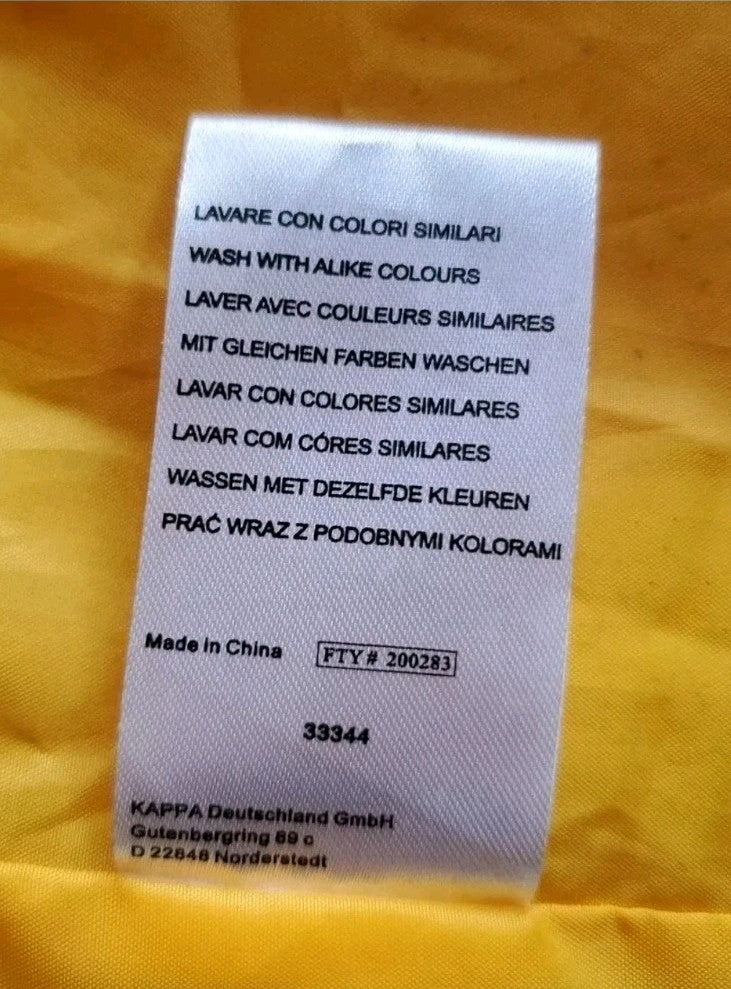 LAVARE CON COLORI SIMILARI
WASH WITH ALIKE COLOURS
LAVER AVEC COULEURS SIMILAIRES
MIT GLEICHEN FARBEN WASCHEN
LAVAR CON COLORES SIMILARES
LAVAR COM CÓRES SIMILARES
WASSEN MET DEZELFDE KLEUREN
PRAĆ WRAZ Z PODOBNYMI KOLORAMI
Made in China FTY# 200283
33344
KAPPA Deutschland GmbH
Gutenbergring 69 c
D 22848 Norderstedt